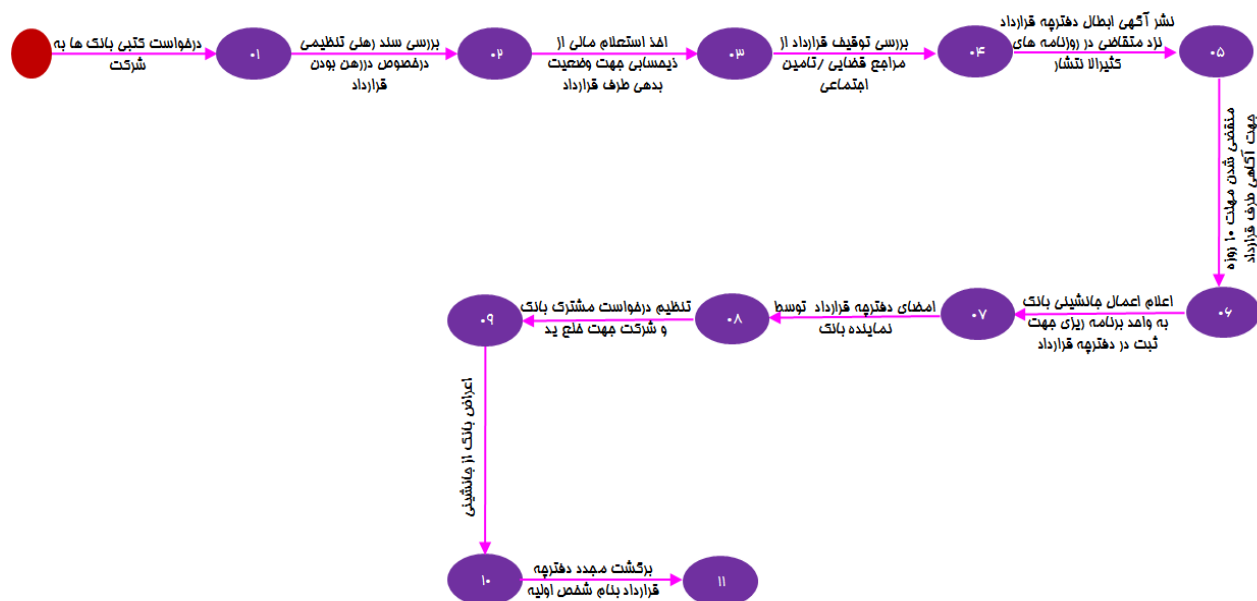 درخواست کتبی بانک ها به
شرکت
۰۱
بررسی سند رهنی تنظیمی
درخصوص دررهن بودن
قرارداد
۰۲
اخذ استعلام مالی از
ذیحسابی جهت وضعیت
بدهی طرف قرارداد
۰۳
بررسی توقیف قرارداد از
مراجع قضایی /تامین
اجتماعی
۰۴
نشر آگهی ابطال دفترچه قرارداد
نزد متقاضی در روزنامه های
کثیرالا نتشار
۰۵
منقضی شدن مهلت ۱۰ روزه
جهت آگاهی طرف قرارداد
۰۶
اعلام اعمال جانشینی بانک
به واحد برنامه ریزی جهت
ثبت در دفترچه قرارداد
۰۷
امضای دفترچه قرارداد توسط
نماینده بانک
۰۸
تنظیم درخواست مشترک بانک
و شرکت جهت خلع ید
۰۹
اعراض بانک از جانشینی
۱۰
برگشت مجدد دفترچه
قرارداد بنام شخص اولیه
۱۱